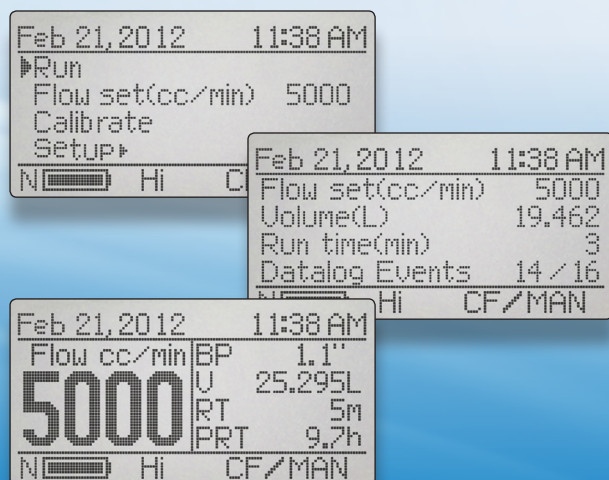 Feb 21, 2012 11:38 AM
Run
Flow set(cc/min) 5000
Calibrate
Setup
N Hi
Feb 21, 2012 11:38 AM
Flow set(cc/min) 5000
Volume(L) 19.462
Run time(min) 3
Datalog Events 14/16
Hi CF/MAN
Feb 21, 2012 11:38 AM
Flow cc/min BP 1.1"
5000 V 25.295L
RT 5m
PRT 9.7h
N Hi CF/MAN